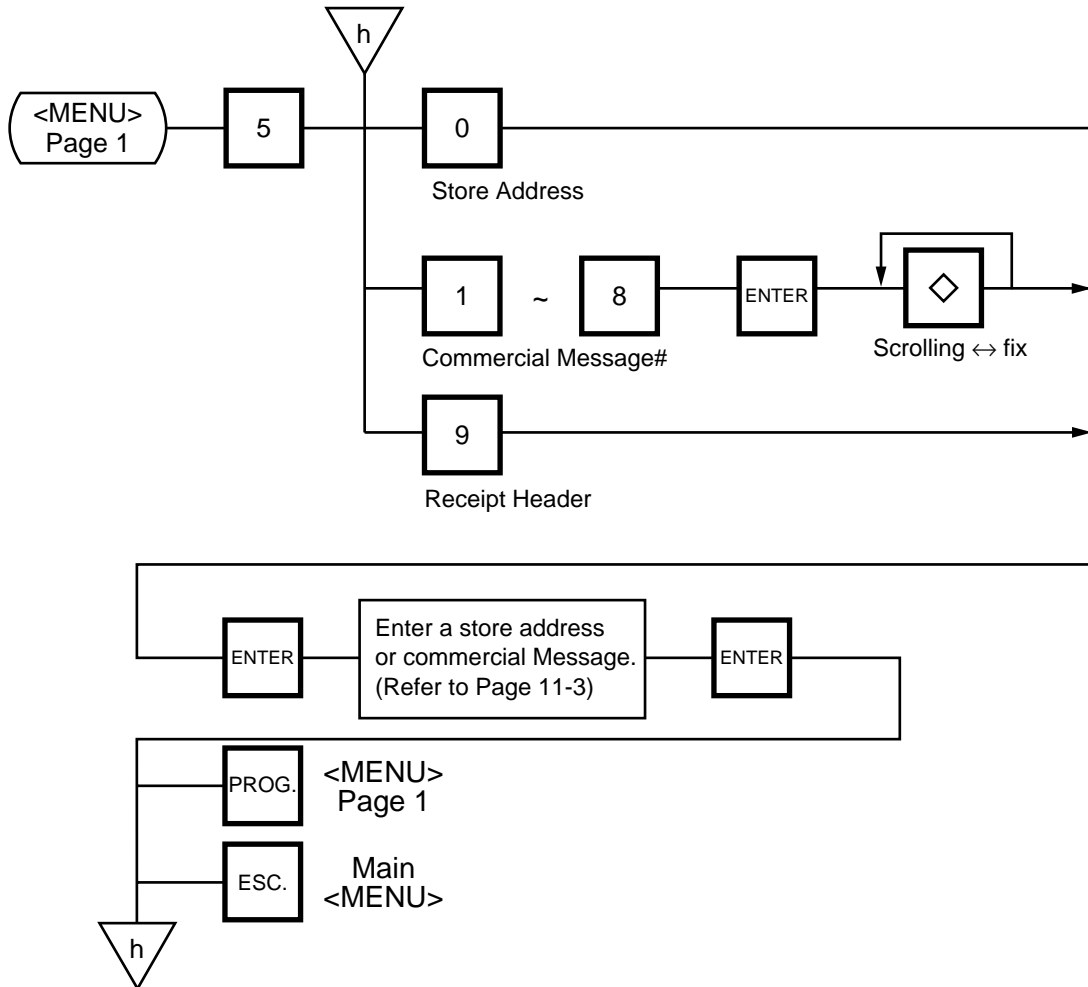 h
<MENU>
Page 1
5
0
Store Address
1 ~ 8 ENTER ◇
Commercial Message#
Scrolling ↔ fix
9
Receipt Header
ENTER
Enter a store address
or commercial Message.
(Refer to Page 11-3)
ENTER
PROG.
<MENU>
Page 1
ESC.
Main
<MENU>
h